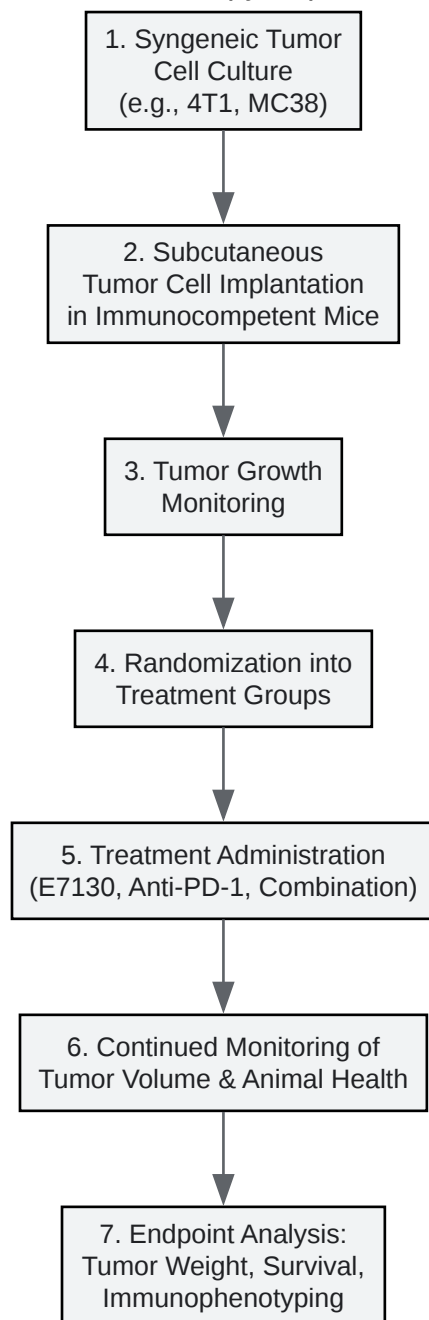 1. Syngeneic Tumor
Cell Culture
(e.g., 4T1, MC38)
2. Subcutaneous
Tumor Cell Implantation
in Immunocompetent Mice
3. Tumor Growth
Monitoring
4. Randomization into
Treatment Groups
5. Treatment Administration
(E7130, Anti-PD-1, Combination)
6. Continued Monitoring of
Tumor Volume & Animal Health
7. Endpoint Analysis:
Tumor Weight, Survival,
Immunophenotyping